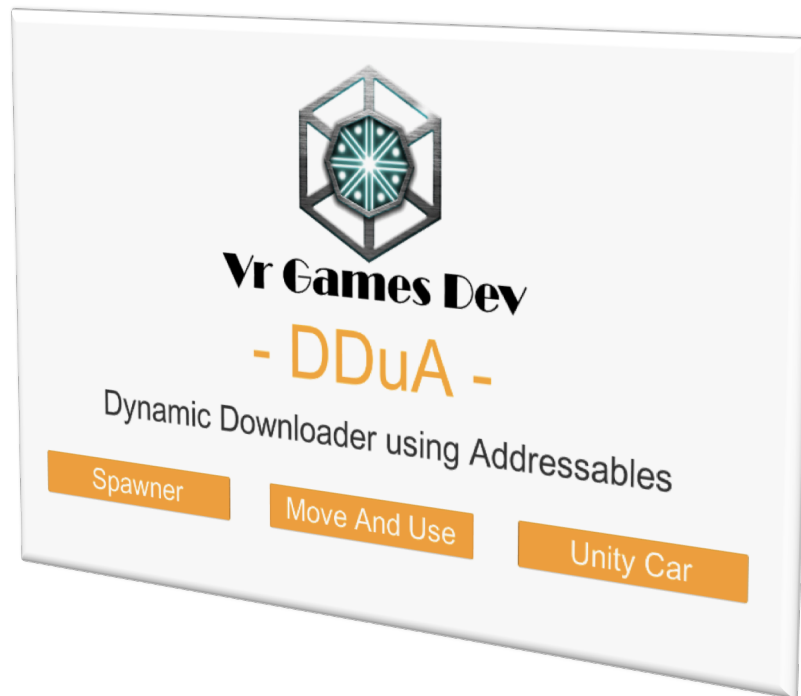 Vr Games Dev
- DDuA -
Dynamic Downloader using Addressables
Spawner
Move And Use
Unity Car